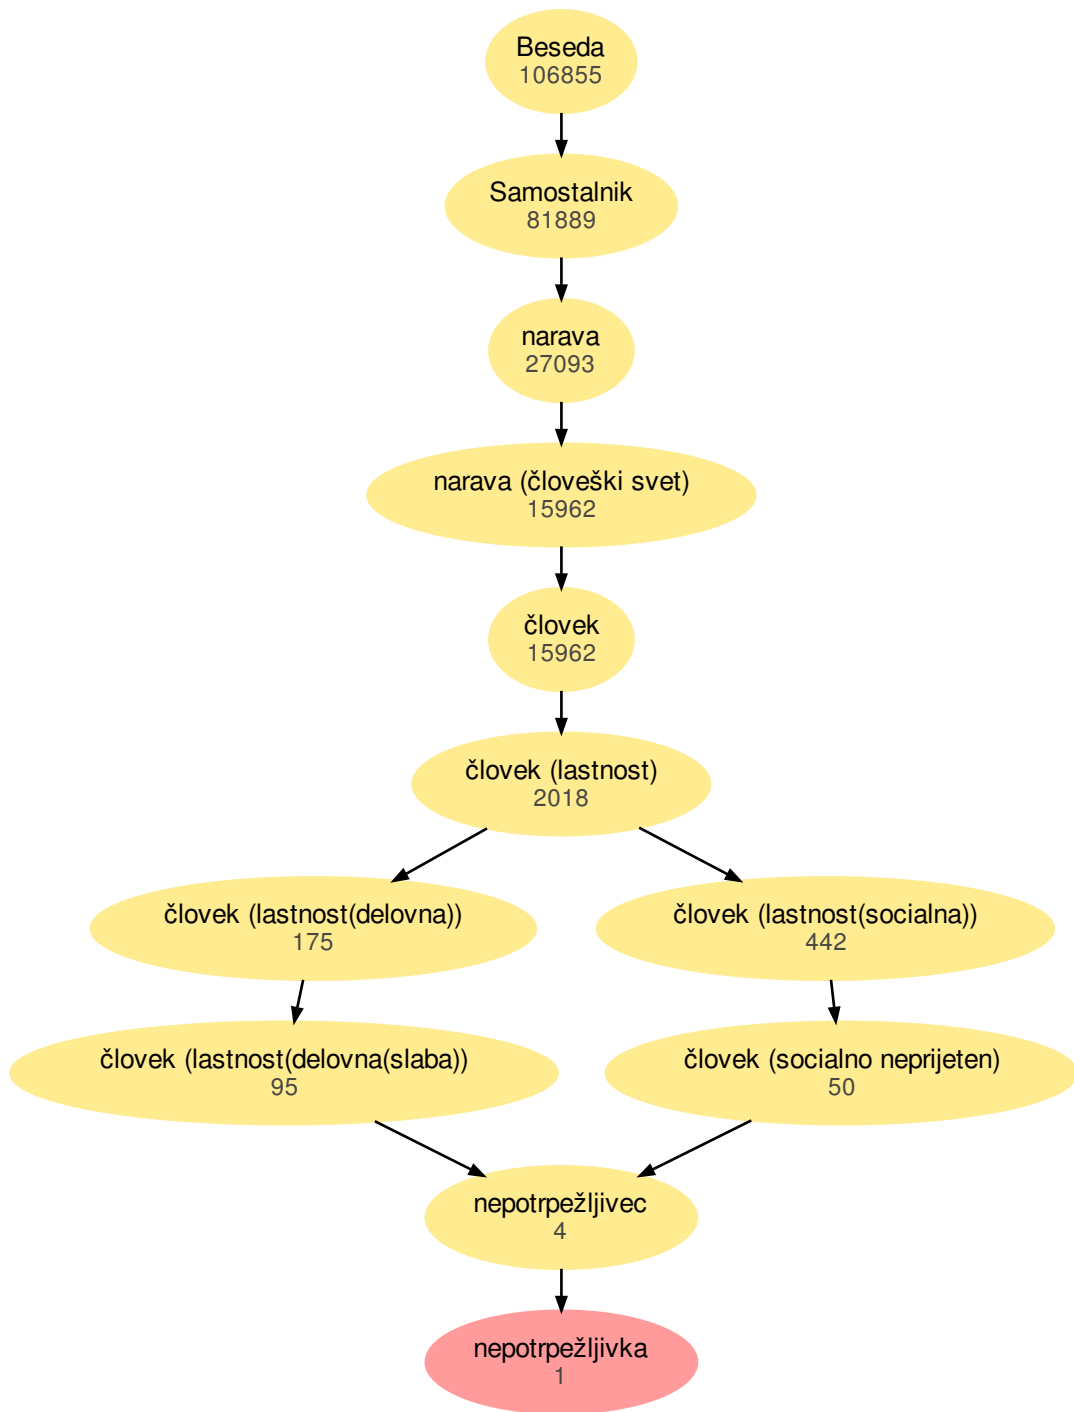 Beseda
106855
Samostalnik
81889
narava
27093
narava (človeški svet)
15962
človek
15962
človek (lastnost)
2018
človek (lastnost(delovna))
175
človek (lastnost(socialna))
442
človek (lastnost(delovna(slaba))
95
človek (socialno neprijeten)
50
nepotrpežljivec
4
nepotrpežljivka
1